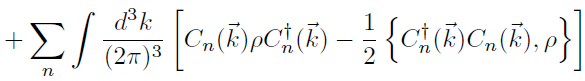 + \sum_n \int \frac{d^3k}{(2\pi)^3} \left[ C_n(\vec{k}) \rho C_n^\dagger(\vec{k}) - \frac{1}{2} \left\{ C_n^\dagger(\vec{k}) C_n(\vec{k}), \rho \right\} \right]